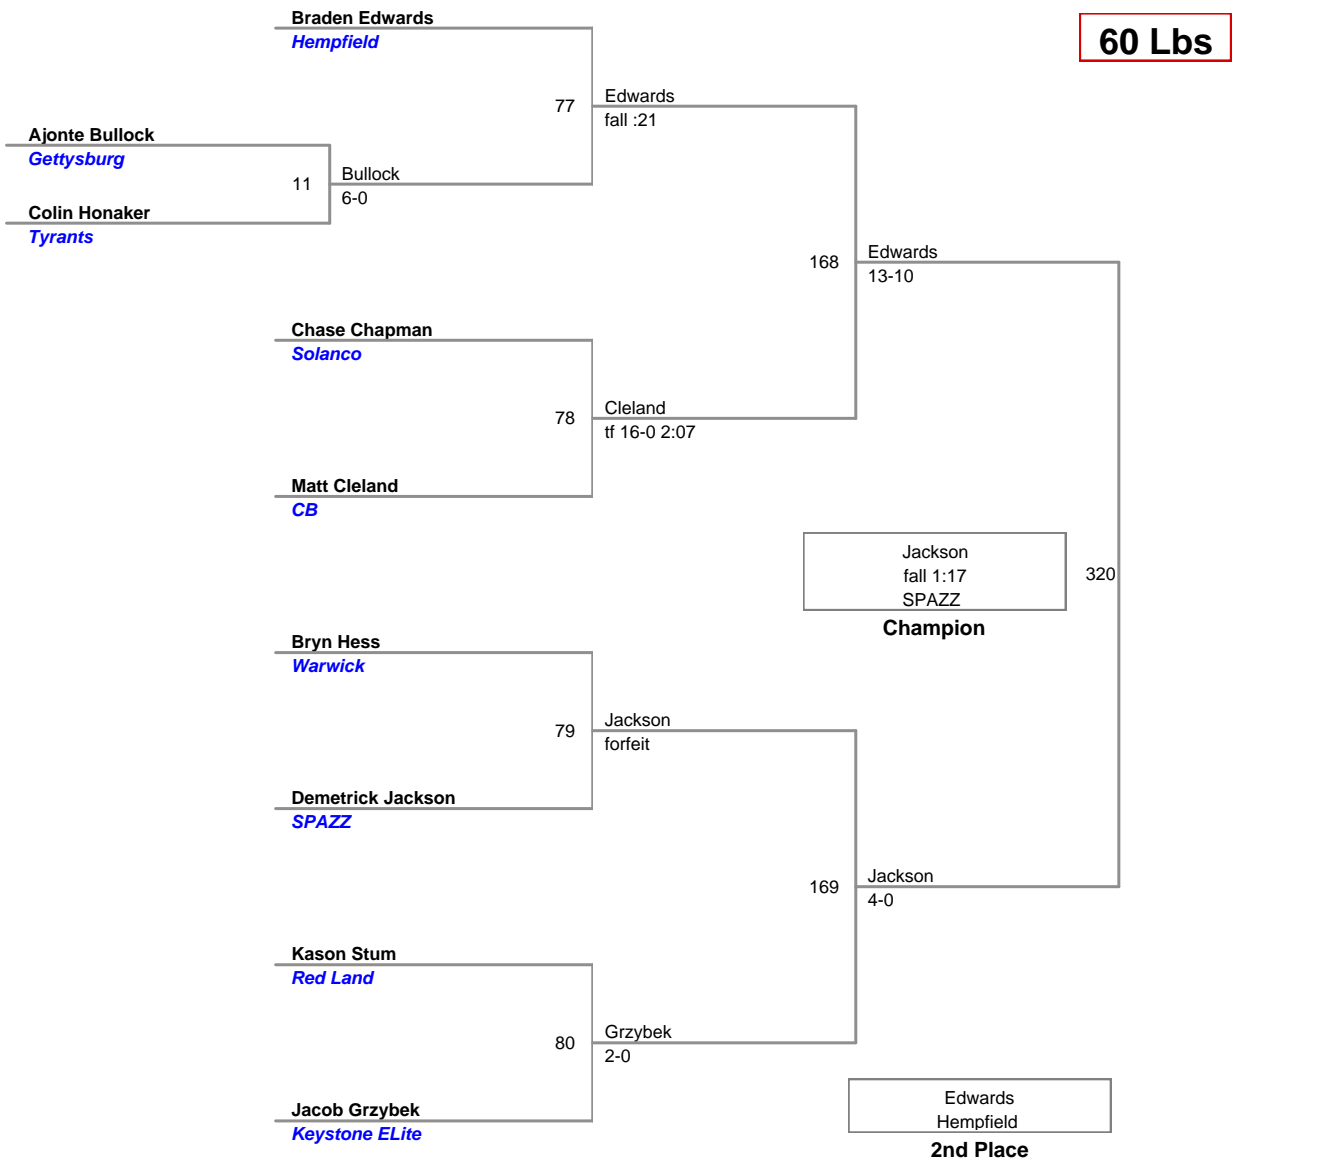 Braden Edwards
Hempfield
60 Lbs
77
Edwards
fall :21
Ajonte Bullock
Gettysburg
11
Bullock
6-0
Colin Honaker
Tyrants
168
Edwards
13-10
Chase Chapman
Solanco
78
Cleland
tf 16-0 2:07
Matt Cleland
CB
Jackson
fall 1:17
SPAZZ
Champion
320
Bryn Hess
Warwick
79
Jackson
forfeit
Demetrick Jackson
SPAZZ
169
Jackson
4-0
Kason Stum
Red Land
80
Grzybek
2-0
Jacob Grzybek
Keystone ELite
Edwards
Hempfield
2nd Place